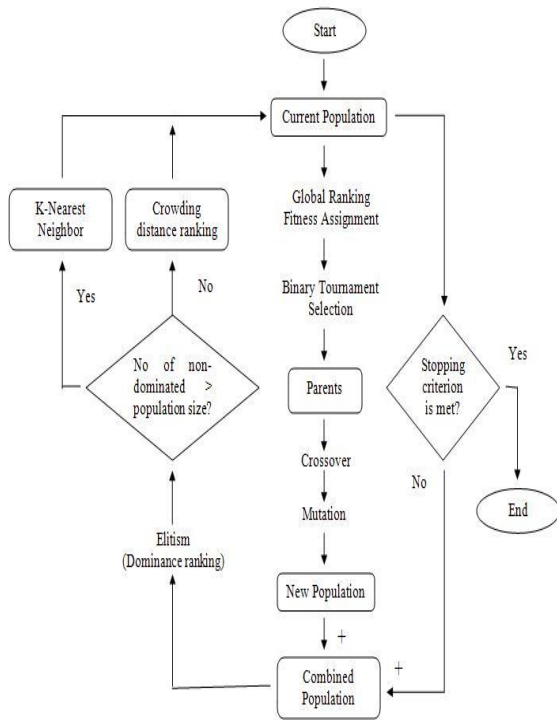 Start
Current Population
Global Ranking
Fitness Assignment
K-Nearest
Neighbor
Crowding
distance ranking
Binary Tournament
Selection
Yes
No
No of non-
dominated >
population size?
Parents
Stopping
criterion
is met?
Yes
Crossover
No
Mutation
End
Elitism
(Dominance ranking)
New Population
+
+
Combined
Population